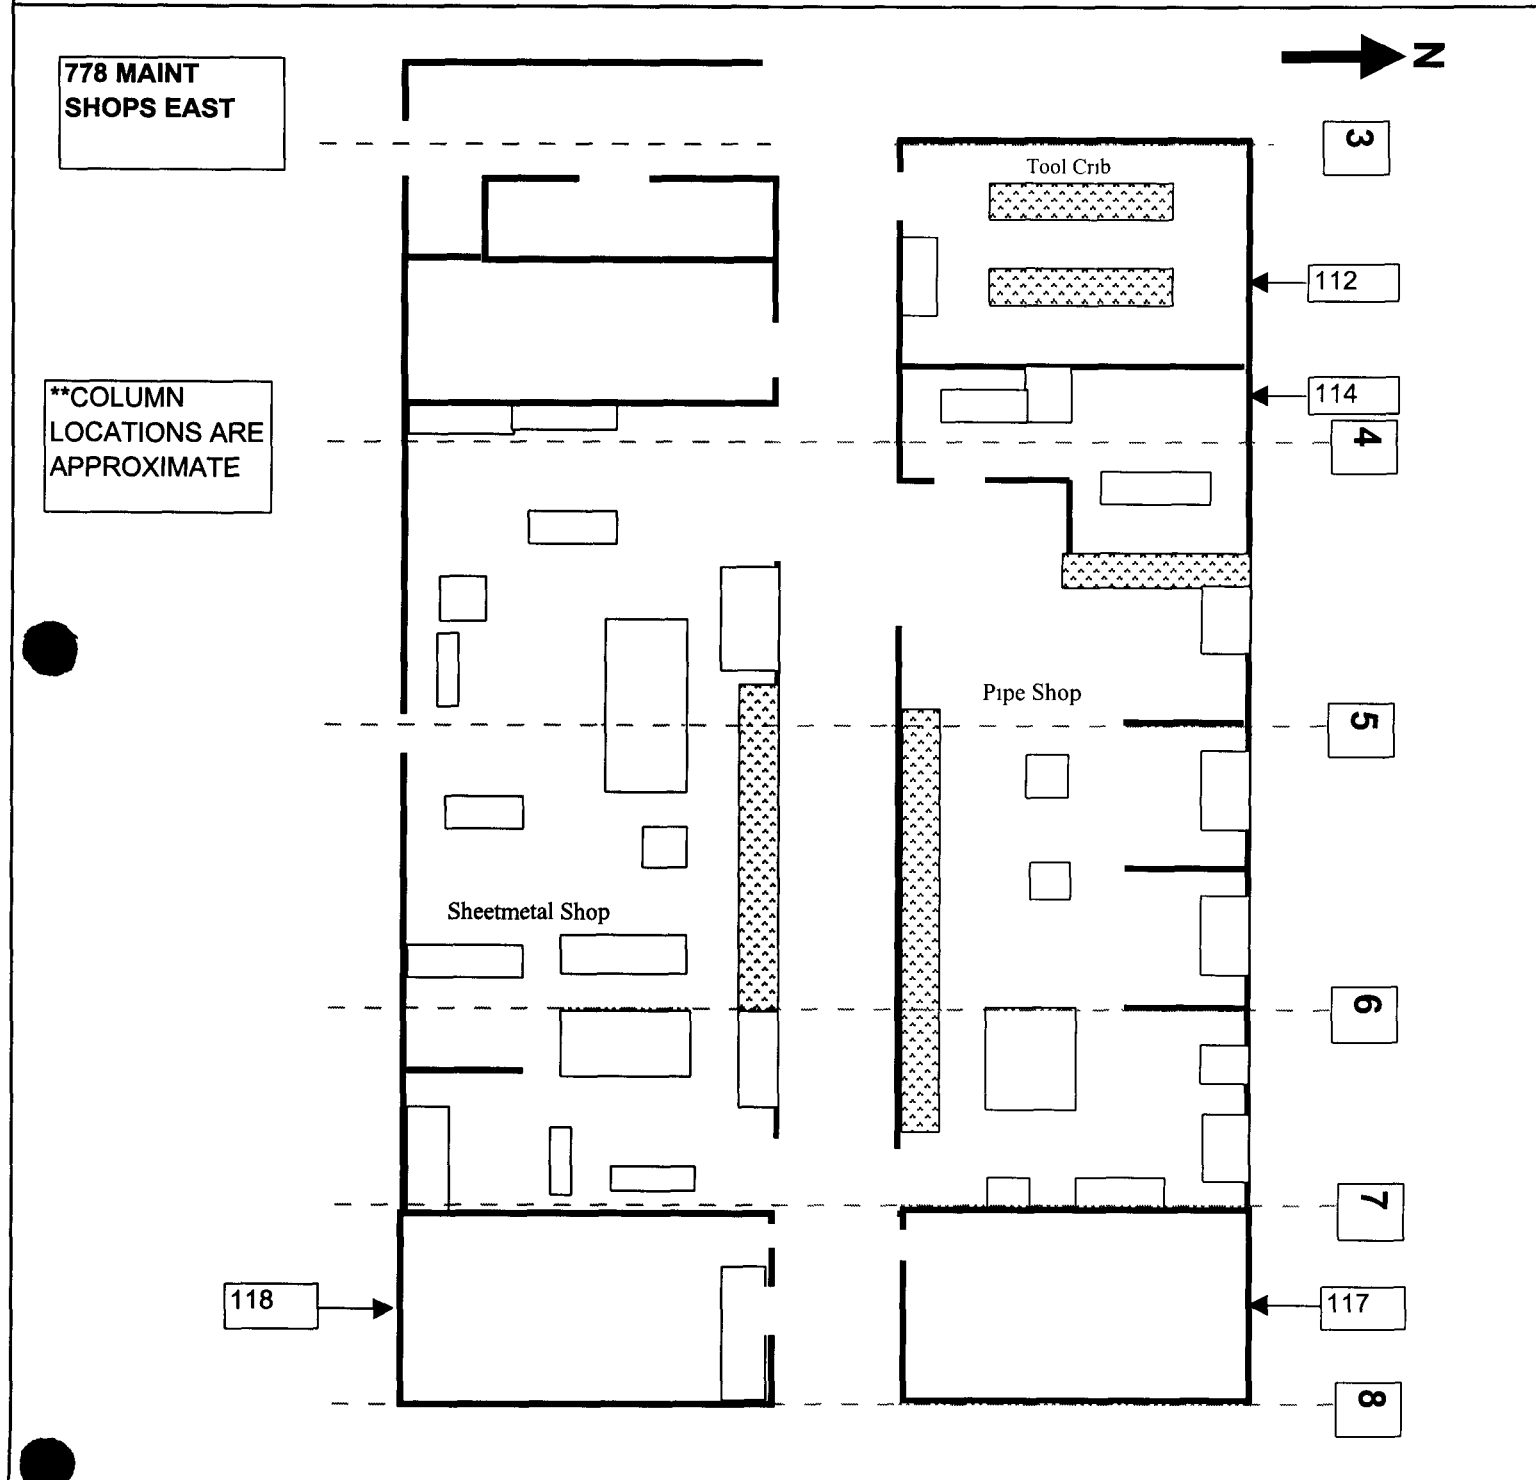 778 MAINT
SHOPS EAST
N
3
Tool Crib
112
**COLUMN
LOCATIONS ARE
APPROXIMATE
114
4
Pipe Shop
5
Sheetmetal Shop
6
7
118
117
8